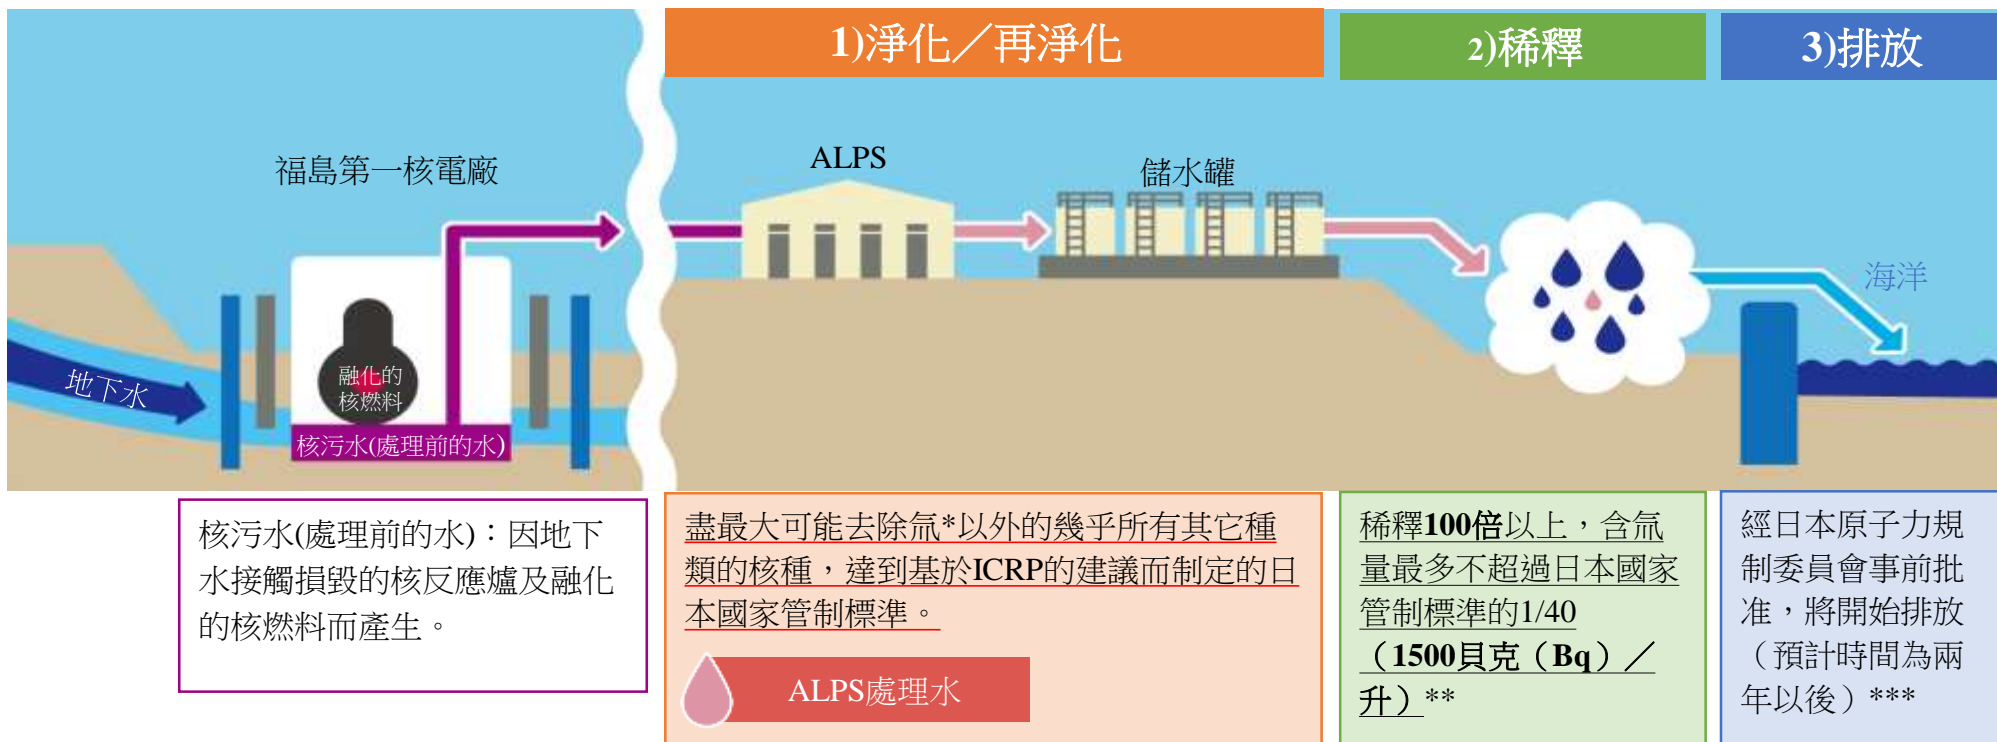 1)淨化／再淨化
2)稀釋
3)排放
福島第一核電廠
ALPS
儲水罐
海洋
地下水
融化的
核燃料
核污水(處理前的水)
核污水(處理前的水)：因地下
水接觸損毀的核反應爐及融化
的核燃料而產生。
盡最大可能去除氚*以外的幾乎所有其它種
類的核種，達到基於ICRP的建議而制定的日
本國家管制標準。
ALPS處理水
稀釋100倍以上，含氚
量最多不超過日本國家
管制標準的1/40
（1500貝克（Bq）／
升）**
經日本原子力規
制委員會事前批
准，將開始排放
（預計時間為兩
年以後）***